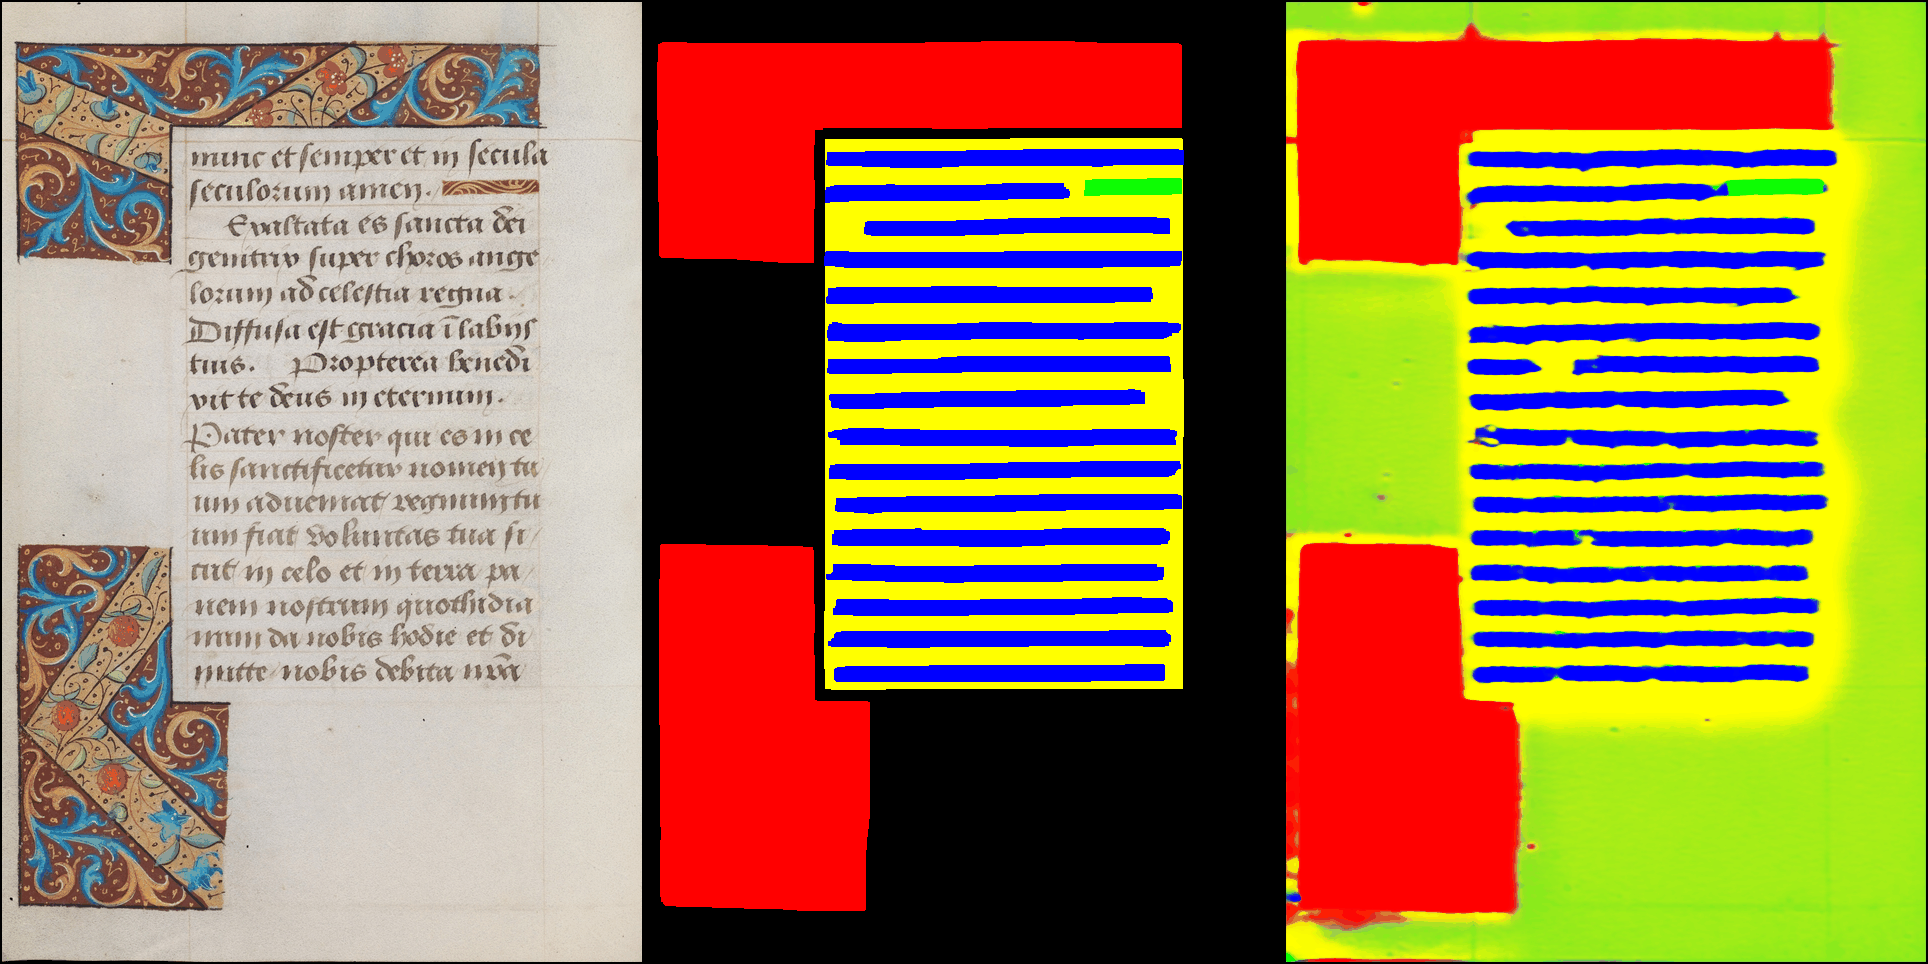 nunc et semper et in secula
seculorum amen.
Exaltata es sancta dei
genitrix super choros ange
lorum ad celestia regna.
Diffusa est gracia ī labijs
tuis. Propterea benedi
xit te deus in eternum.
Pater noster qui es in ce
lis sanctificetur nomen tu
um adueniat regnum tu
um fiat voluntas tua si
cut in celo et in terra pa
nem nostrum quothidia
num da nobis hodie et di
mitte nobis debita nr̄a